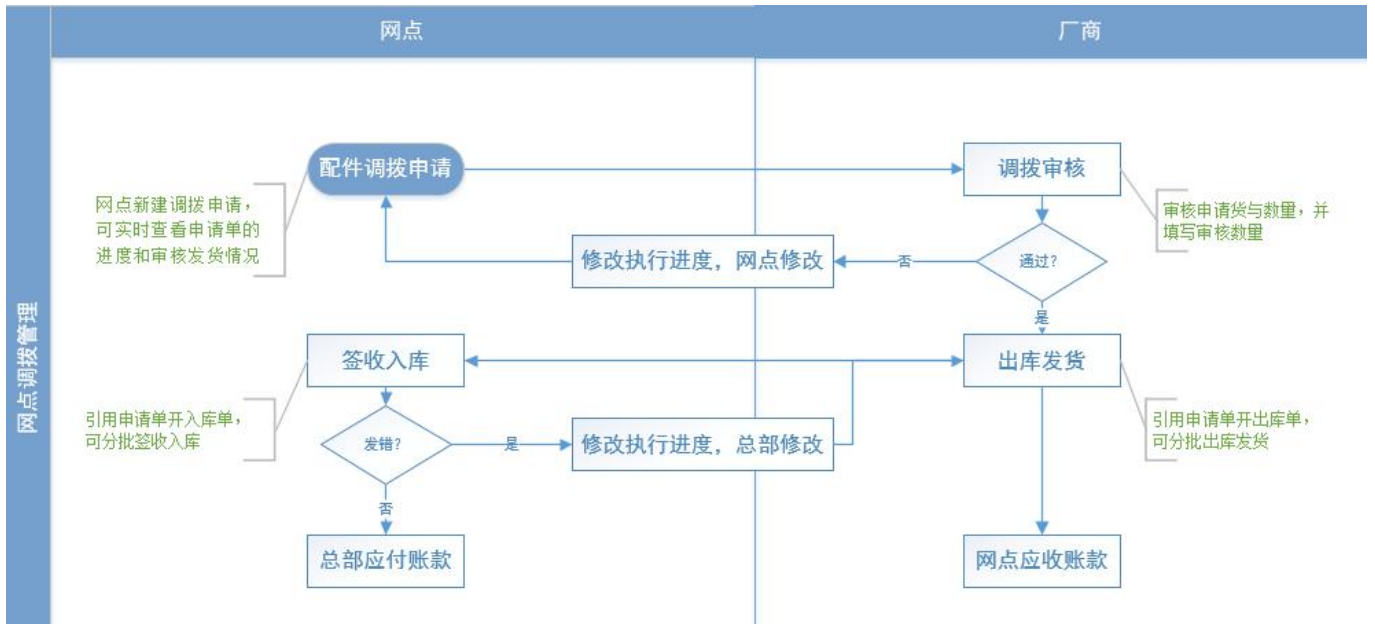 网点
厂商
网点调拨管理
配件调拨申请
调拨审核
网点新建调拨申请，
可实时查看申请单的
进度和审核发货情况
审核申请货与数量，并
填写审核数量
修改执行进度，网点修改
否
通过？
是
签收入库
出库发货
引用申请单开入库单，
可分批签收入库
发错？
是
修改执行进度，总部修改
引用申请单开出库单，
可分批出库发货
否
总部应付账款
网点应收账款